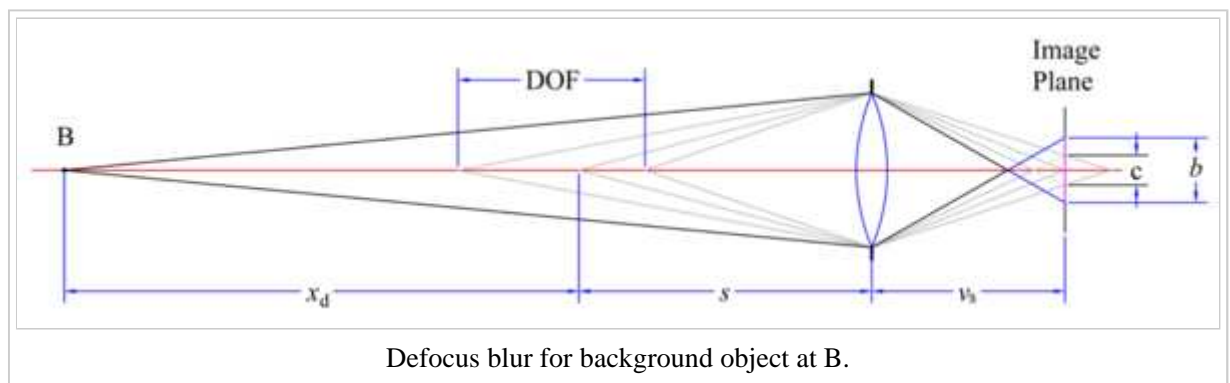 Image
Plane
DOF
B
c
b
x_d
s
v_s
Defocus blur for background object at B.